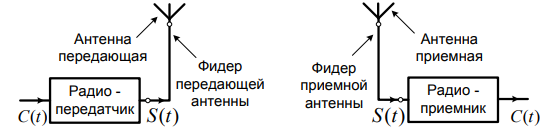 Антенна
передающая
Фидер
передающей
антенны
Радио -
передатчик
C(t)
S(t)
Антенна
приемная
Фидер
приемной
антенны
Радио -
приемник
S(t)
C(t)